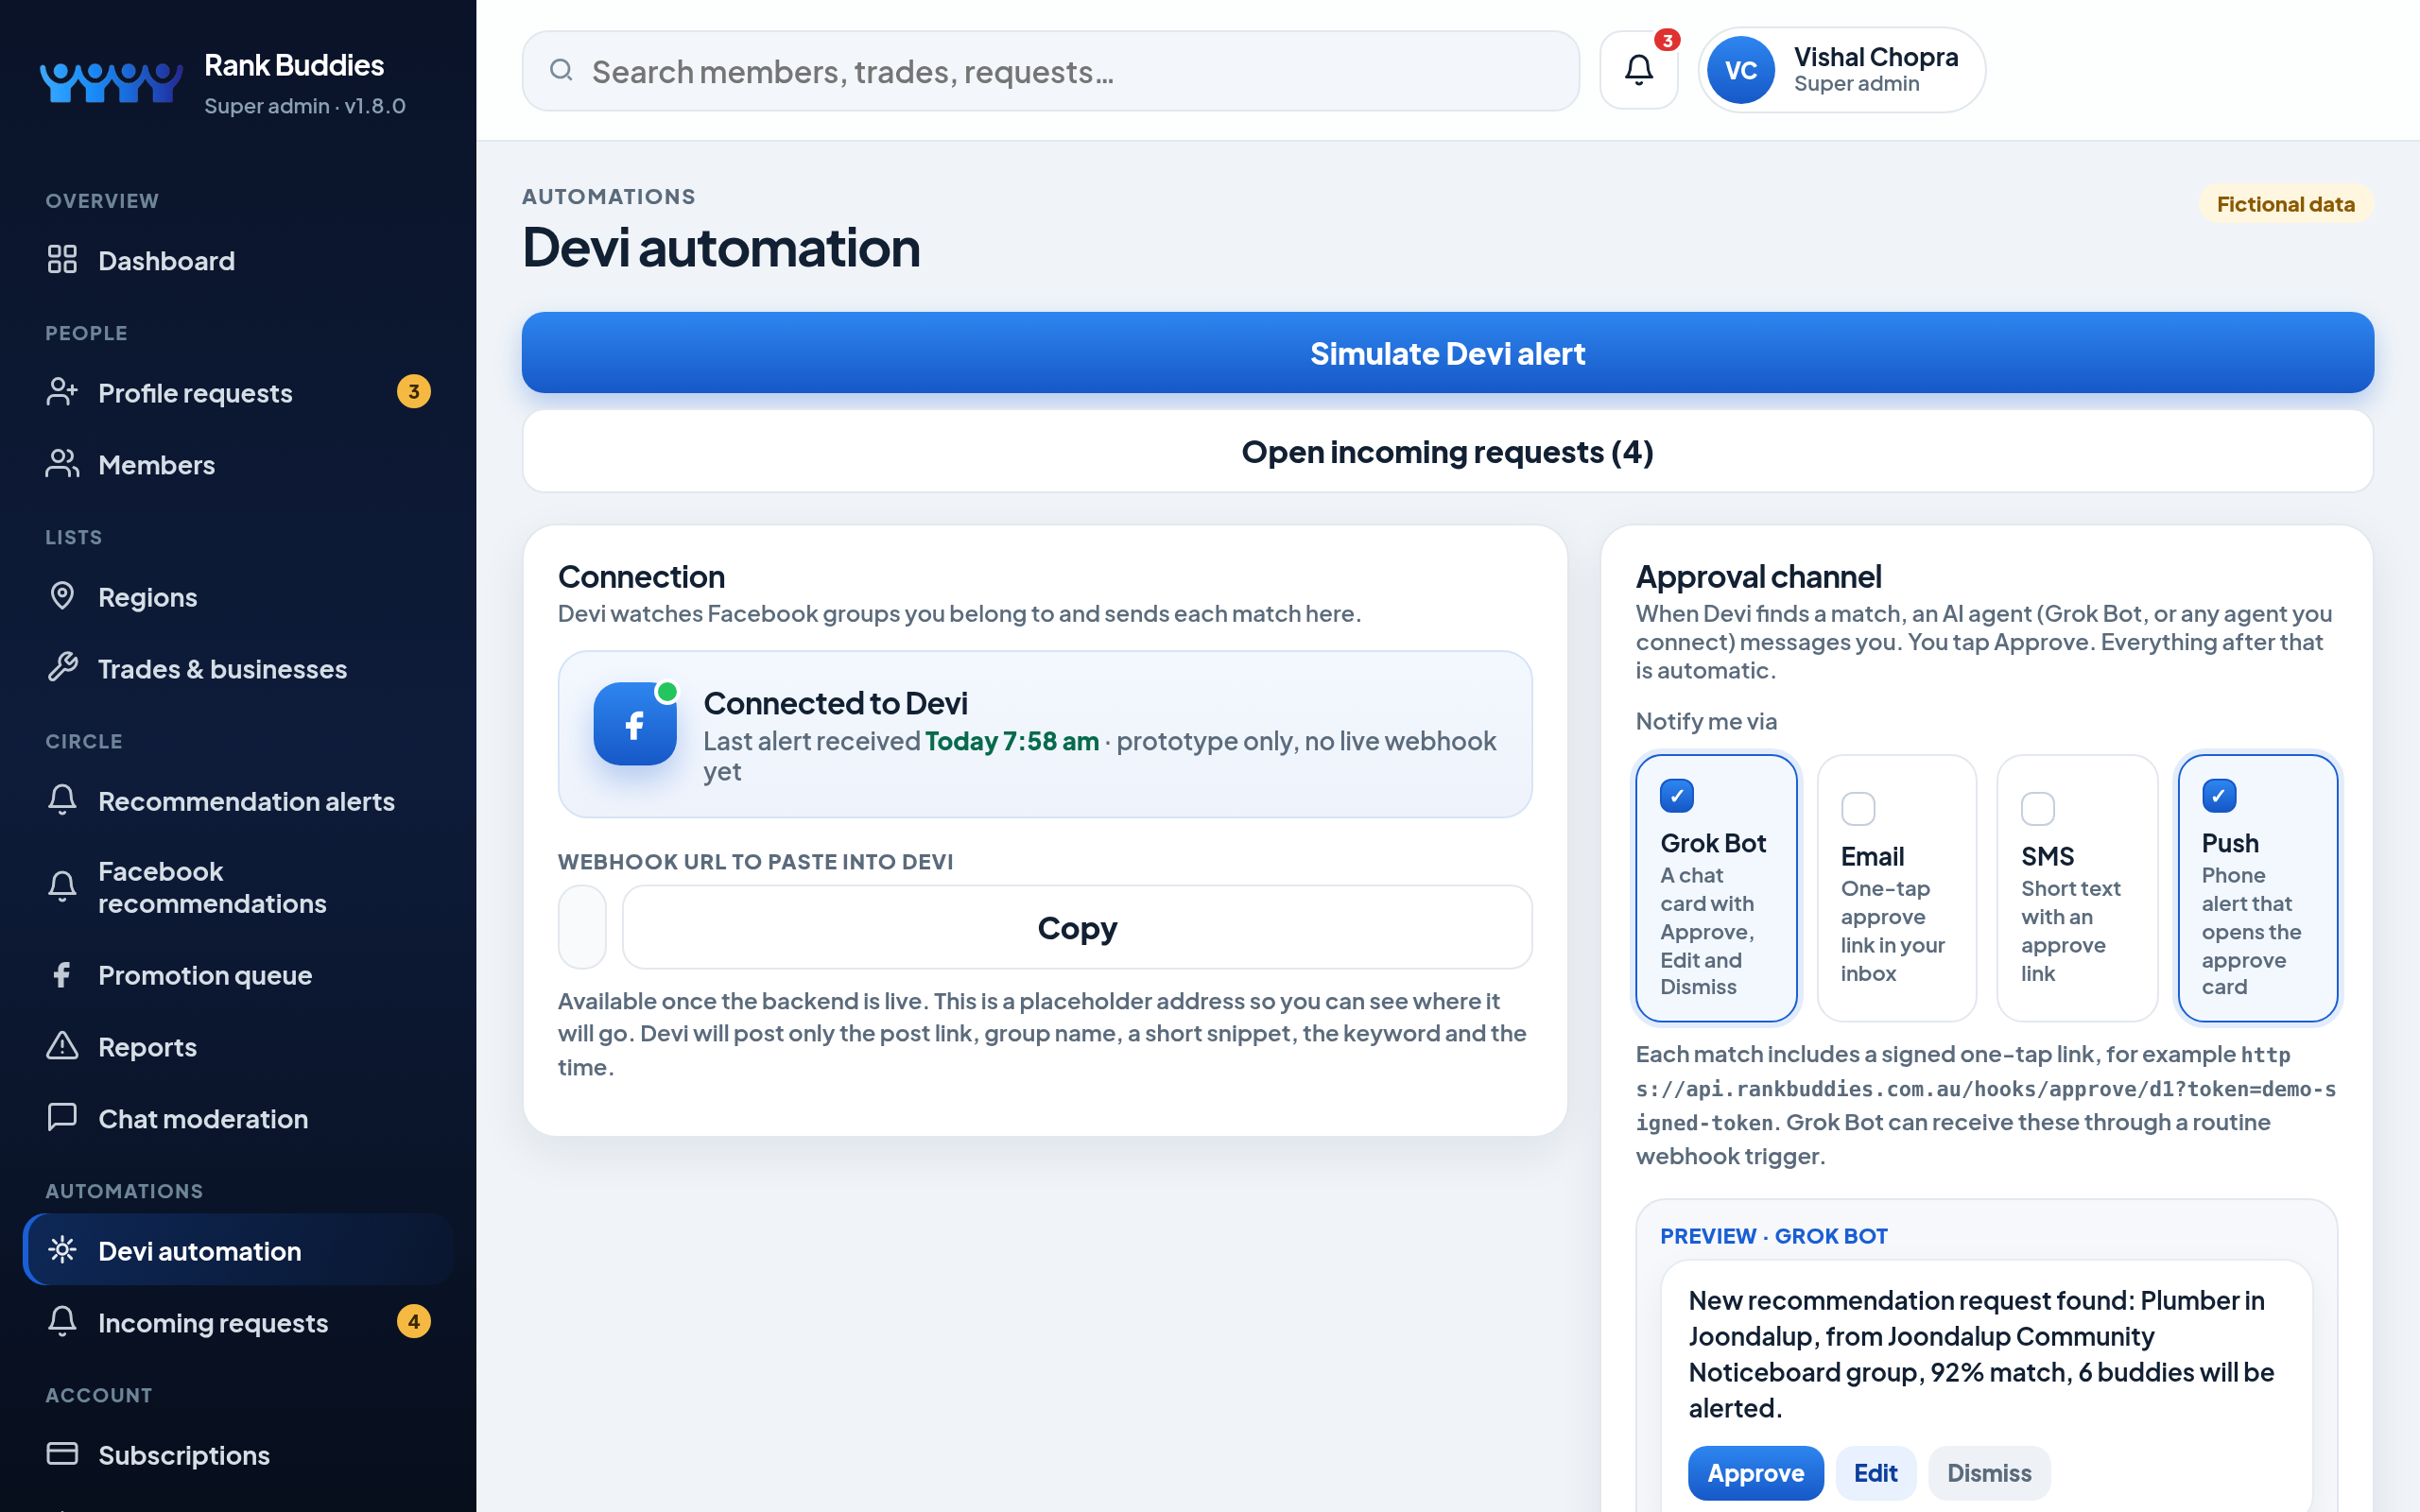 Rank Buddies
Super admin · v1.8.0
OVERVIEW
Dashboard
PEOPLE
Profile requests
3
Members
LISTS
Regions
Trades & businesses
CIRCLE
Recommendation alerts
Facebook
recommendations
Promotion queue
Reports
Chat moderation
AUTOMATIONS
Devi automation
Incoming requests
4
ACCOUNT
Subscriptions
Search members, trades, requests…
3
VC
Vishal Chopra
Super admin
AUTOMATIONS
Devi automation
Fictional data
Simulate Devi alert
Open incoming requests (4)
Connection
Devi watches Facebook groups you belong to and sends each match here.
Connected to Devi
Last alert received Today 7:58 am · prototype only, no live webhook
yet
WEBHOOK URL TO PASTE INTO DEVI
Copy
Available once the backend is live. This is a placeholder address so you can see where it
will go. Devi will post only the post link, group name, a short snippet, the keyword and the
time.
Approval channel
When Devi finds a match, an AI agent (Grok Bot, or any agent you
connect) messages you. You tap Approve. Everything after that
is automatic.
Notify me via
Grok Bot
A chat
card with
Approve,
Edit and
Dismiss
Email
One-tap
approve
link in your
inbox
SMS
Short text
with an
approve
link
Push
Phone
alert that
opens the
approve
card
Each match includes a signed one-tap link, for example http
s://api.rankbuddies.com.au/hooks/approve/d1?token=demo-s
igned-token. Grok Bot can receive these through a routine
webhook trigger.
PREVIEW · GROK BOT
New recommendation request found: Plumber in
Joondalup, from Joondalup Community
Noticeboard group, 92% match, 6 buddies will be
alerted.
Approve
Edit
Dismiss